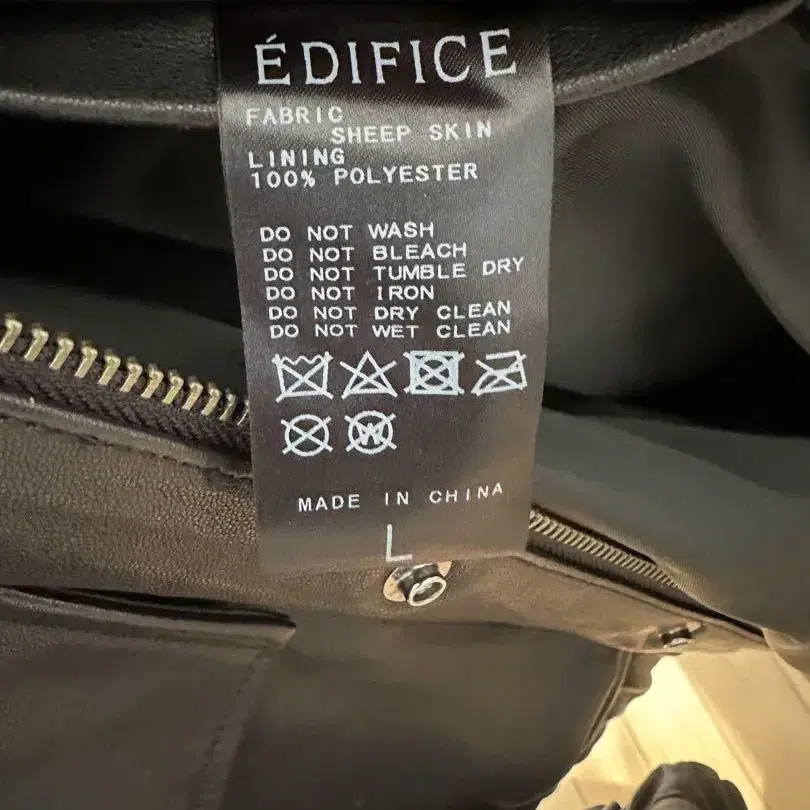 ÉDIFICE
FABRIC
SHEEP SKIN
LINING
100% POLYESTER
DO NOT WASH
DO NOT BLEACH
DO NOT TUMBLE DRY
DO NOT IRON
DO NOT DRY CLEAN
DO NOT WET CLEAN
W
MADE IN CHINA
L